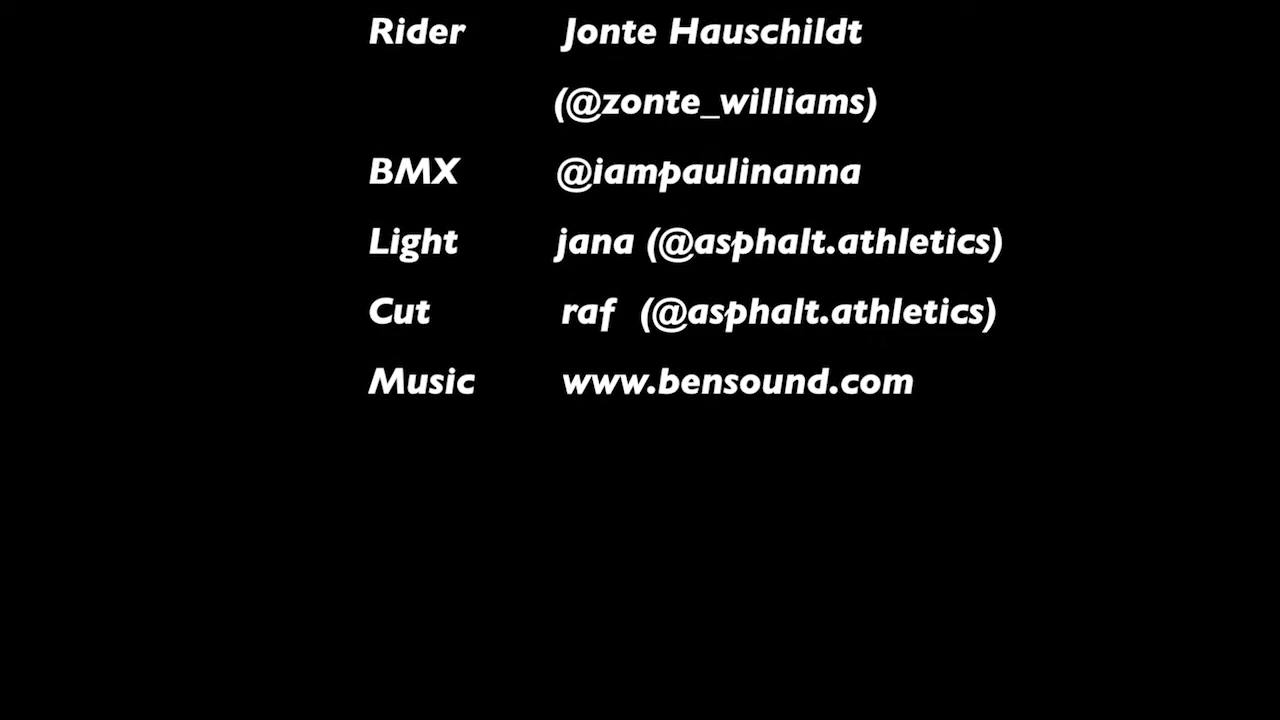 Rider Jonte Hauschildt
(@zonte_williams)
BMX @iampaulinanna
Light jana (@asphalt.athletics)
Cut raf (@asphalt.athletics)
Music www.bensound.com